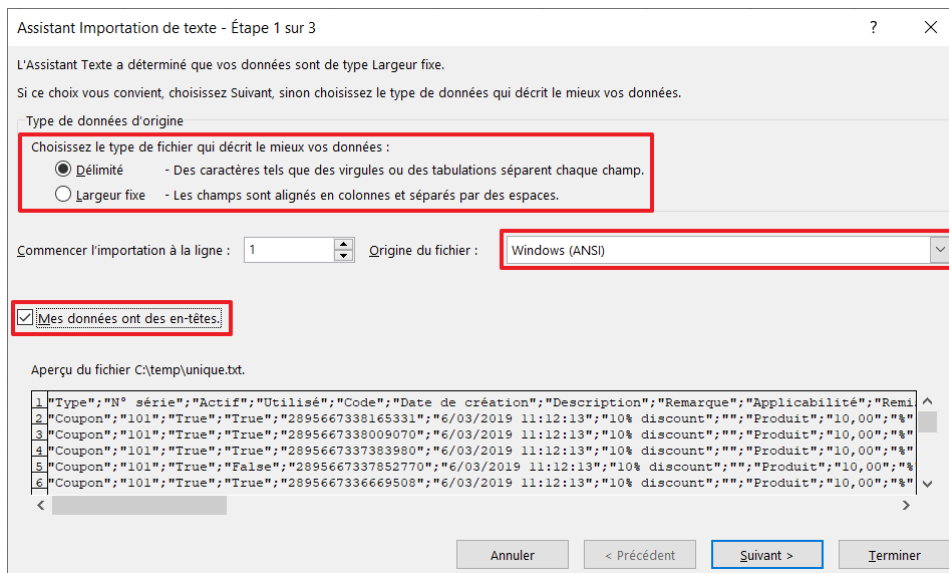 Assistant Importation de texte - Étape 1 sur 3
L'Assistant Texte a déterminé que vos données sont de type Largeur fixe.
Si ce choix vous convient, choisissez Suivant, sinon choisissez le type de données qui décrit le mieux vos données.
Type de données d'origine
Choisissez le type de fichier qui décrit le mieux vos données :
Délimité - Des caractères tels que des virgules ou des tabulations séparent chaque champ.
Largeur fixe - Les champs sont alignés en colonnes et séparés par des espaces.
Commencer l'importation à la ligne : 1 Origine du fichier : Windows (ANSI)
Mes données ont des en-têtes.
Aperçu du fichier C:\temp\unique.txt.
1 "Type";"N° série";"Actif";"Utilisé";"Code";"Date de création";"Description";"Remarque";"Applicabilité";"Remi
2 "Coupon";"101";"True";"True";"2895667338165331";"6/03/2019 11:12:13";"10% discount";"";"Produit";"10,00";"%"
3 "Coupon";"101";"True";"True";"2895667338009070";"6/03/2019 11:12:13";"10% discount";"";"Produit";"10,00";"%"
4 "Coupon";"101";"True";"True";"2895667337383980";"6/03/2019 11:12:13";"10% discount";"";"Produit";"10,00";"%"
5 "Coupon";"101";"True";"False";"2895667337852770";"6/03/2019 11:12:13";"10% discount";"";"Produit";"10,00";"%
6 "Coupon";"101";"True";"True";"2895667336669508";"6/03/2019 11:12:13";"10% discount";"";"Produit";"10,00";"%"
Annuler < Précédent Suivant > Terminer